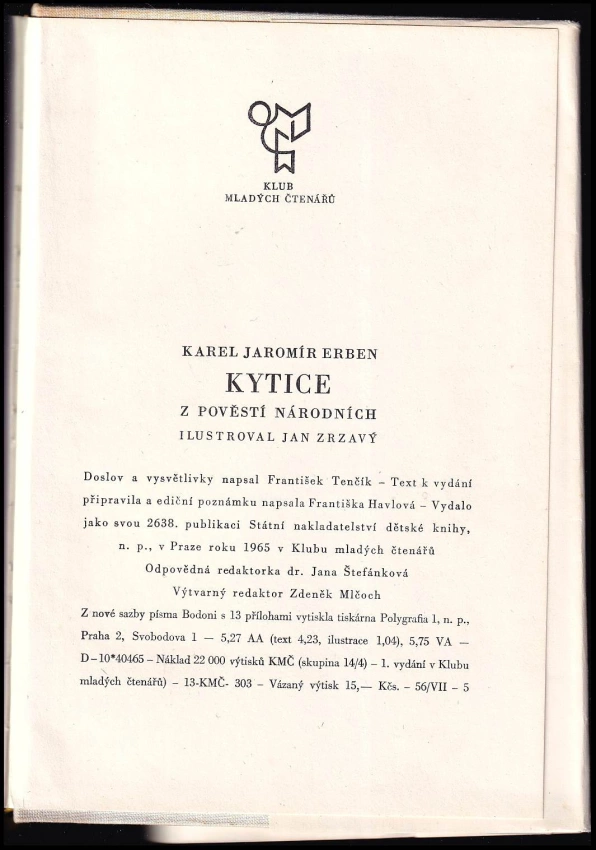 KLUB
MLADÝCH ČTENÁŘŮ
KAREL JAROMÍR ERBEN
KYTICE
Z POVĚSTÍ NÁRODNÍCH
ILUSTROVAL JAN ZRZAVÝ
Doslov a vysvětlivky napsal František Tenčík – Text k vydání
připravila a ediční poznámku napsala Františka Havlová – Vydalo
jako svou 2638. publikaci Státní nakladatelství dětské knihy,
n. p., v Praze roku 1965 v Klubu mladých čtenářů
Odpovědná redaktorka dr. Jana Štefánková
Výtvarný redaktor Zdeněk Mlčoch
Z nové sazby písma Bodoni s 13 přílohami vytiskla tiskárna Polygrafia 1, n. p.,
Praha 2, Svobodova 1 — 5,27 AA (text 4,23, ilustrace 1,04), 5,75 VA —
D–10*40465 – Náklad 22 000 výtisků KMČ (skupina 14/4) – 1. vydání v Klubu
mladých čtenářů) – 13-KMČ- 303 – Vázaný výtisk 15,— Kčs. – 56/VII – 5